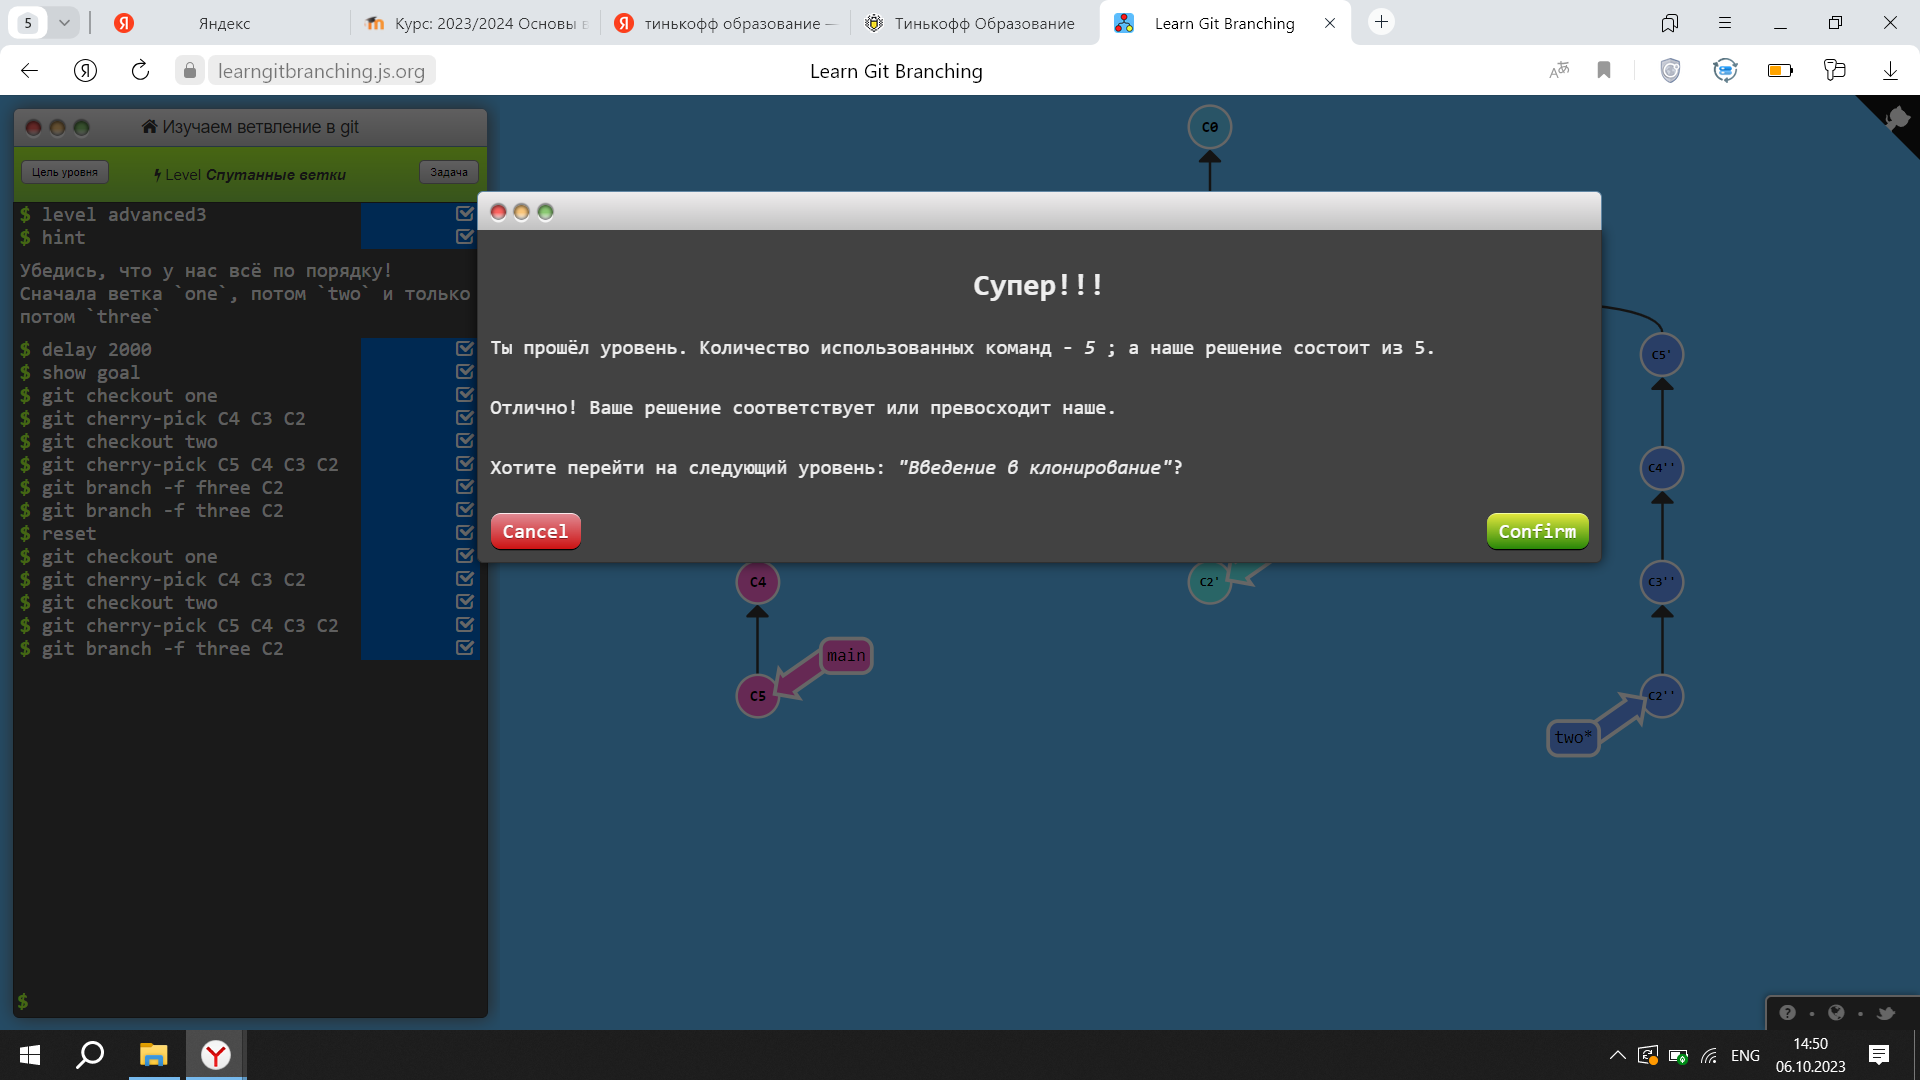 5
Яндекс
Курс: 2023/2024 Основы в
тинькофф образование —
Тинькофф Образование
Learn Git Branching
learngitbranching.js.org
Learn Git Branching
Изучаем ветвление в git
Цель уровня
Level Спутанные ветки
Задача
$ level advanced3
$ hint
Убедись, что у нас всё по порядку!
Сначала ветка `one`, потом `two` и только
потом `three`
$ delay 2000
$ show goal
$ git checkout one
$ git cherry-pick C4 C3 C2
$ git checkout two
$ git cherry-pick C5 C4 C3 C2
$ git branch -f fhree C2
$ git branch -f three C2
$ reset
$ git checkout one
$ git cherry-pick C4 C3 C2
$ git checkout two
$ git cherry-pick C5 C4 C3 C2
$ git branch -f three C2
$
C0
Супер!!!
Ты прошёл уровень. Количество использованных команд - 5 ; а наше решение состоит из 5.
Отлично! Ваше решение соответствует или превосходит наше.
Хотите перейти на следующий уровень: "Введение в клонирование"?
Cancel
Confirm
C5'
C4''
C4
C2'
C3''
main
C5
C2''
two*
ENG
14:50
06.10.2023